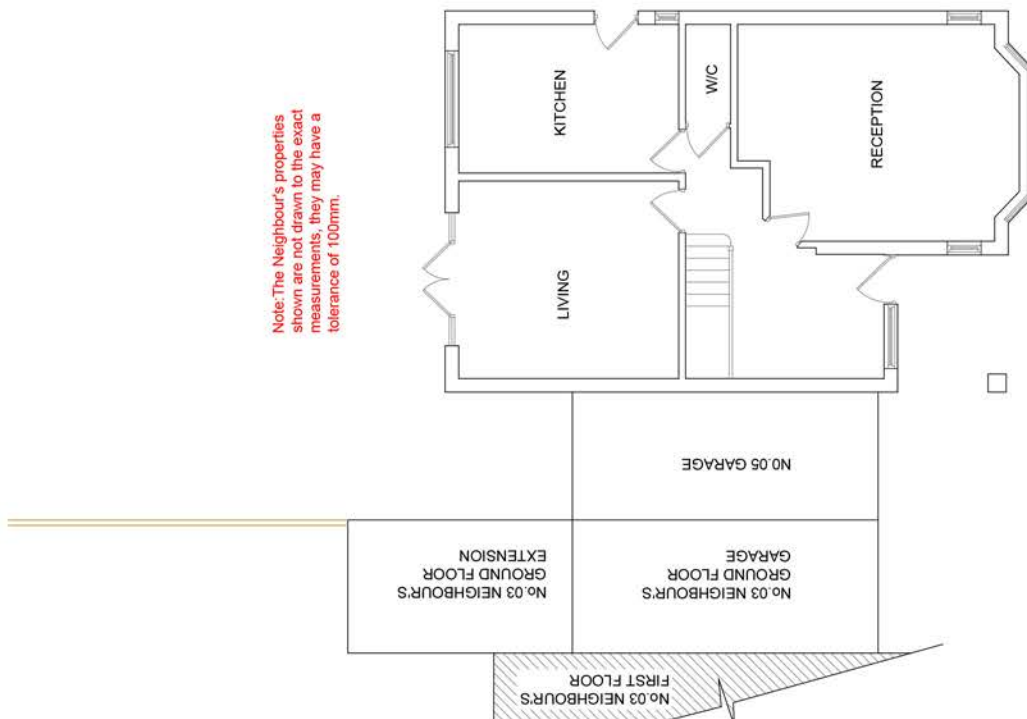 Note:The Neighbour's properties
shown are not drawn to the exact
measurements, they may have a
tolerance of 100mm.
KITCHEN
W/C
RECEPTION
LIVING
N0.05 GARAGE
No.03 NEIGHBOUR'S
GROUND FLOOR
EXTENSION
No.03 NEIGHBOUR'S
GROUND FLOOR
GARAGE
No.03 NEIGHBOUR'S
FIRST FLOOR